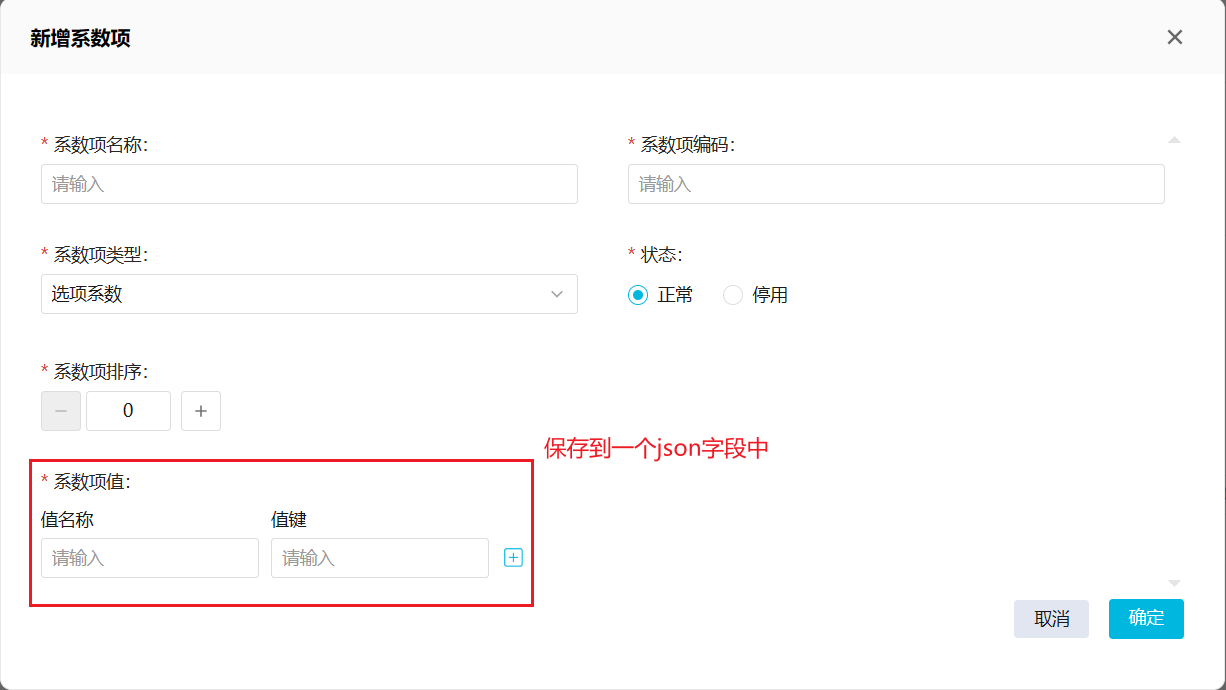 新增系数项
* 系数项名称:
* 系数项编码:
请输入
请输入
* 系数项类型:
* 状态:
选项系数
正常
停用
* 系数项排序:
0
保存到一个json字段中
* 系数项值:
值名称
值键
请输入
请输入
取消
确定